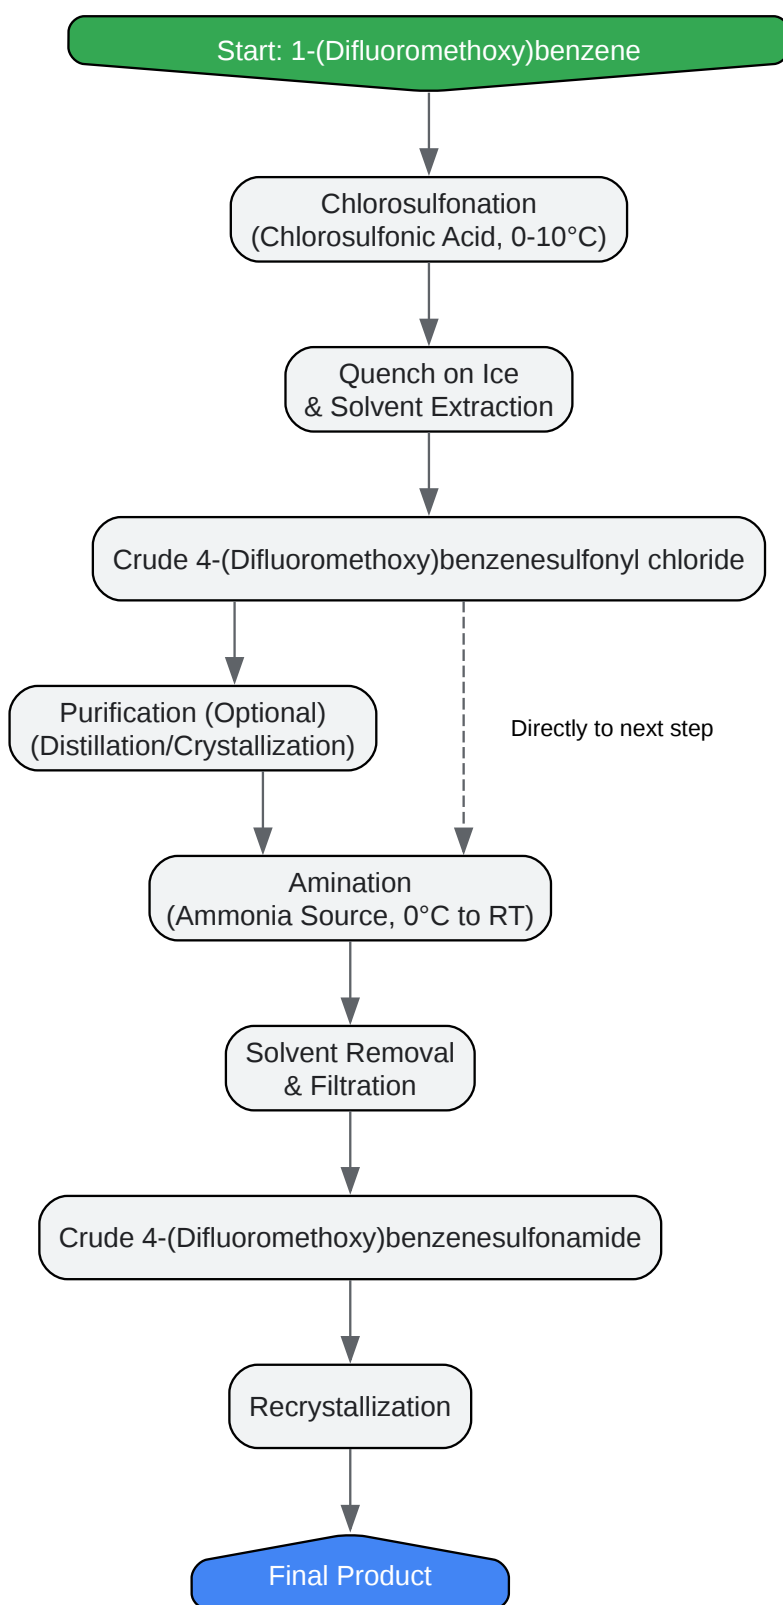 Start: 1-(Difluoromethoxy)benzene
Chlorosulfonation
(Chlorosulfonic Acid, 0-10°C)
Quench on Ice
& Solvent Extraction
Crude 4-(Difluoromethoxy)benzenesulfonyl chloride
Purification (Optional)
(Distillation/Crystallization)
Directly to next step
Amination
(Ammonia Source, 0°C to RT)
Solvent Removal
& Filtration
Crude 4-(Difluoromethoxy)benzenesulfonamide
Recrystallization
Final Product